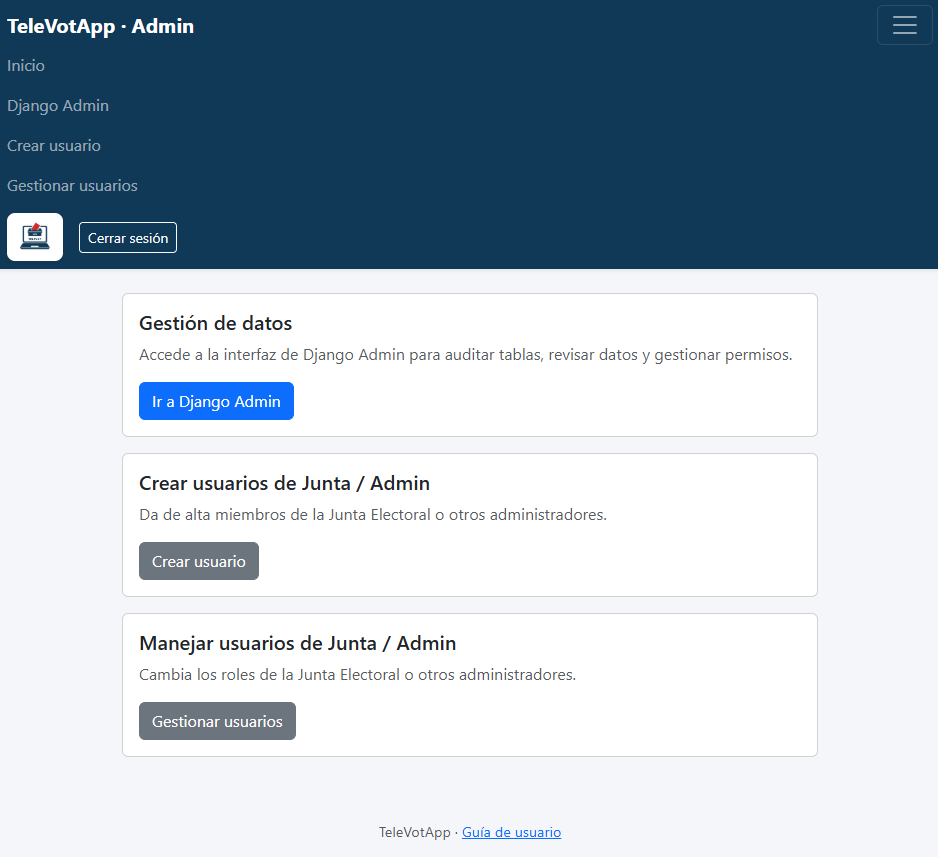 TeleVotApp · Admin
Inicio
Django Admin
Crear usuario
Gestionar usuarios
Cerrar sesión
Gestión de datos
Accede a la interfaz de Django Admin para auditar tablas, revisar datos y gestionar permisos.
Ir a Django Admin
Crear usuarios de Junta / Admin
Da de alta miembros de la Junta Electoral o otros administradores.
Crear usuario
Manejar usuarios de Junta / Admin
Cambia los roles de la Junta Electoral o otros administradores.
Gestionar usuarios
TeleVotApp · Guía de usuario